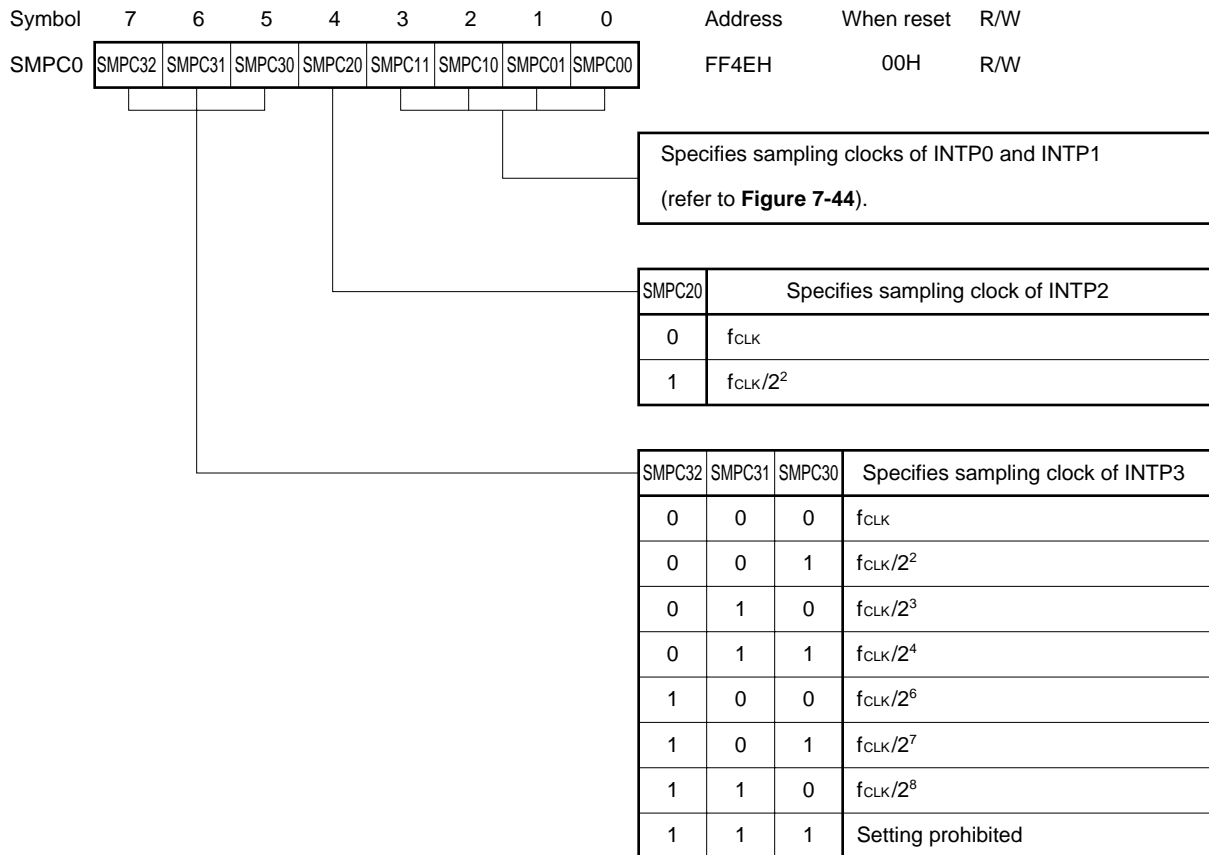 Symbol 7 6 5 4 3 2 1 0 Address When reset R/W
SMPC0 SMPC32 SMPC31 SMPC30 SMPC20 SMPC11 SMPC10 SMPC01 SMPC00 FF4EH 00H R/W
Specifies sampling clocks of INTP0 and INTP1
(refer to Figure 7-44).
SMPC20 Specifies sampling clock of INTP2
0 fCLK
1 fCLK/2²
SMPC32 SMPC31 SMPC30 Specifies sampling clock of INTP3
0 0 0 fCLK
0 0 1 fCLK/2²
0 1 0 fCLK/2³
0 1 1 fCLK/2⁴
1 0 0 fCLK/2⁶
1 0 1 fCLK/2⁷
1 1 0 fCLK/2⁸
1 1 1 Setting prohibited